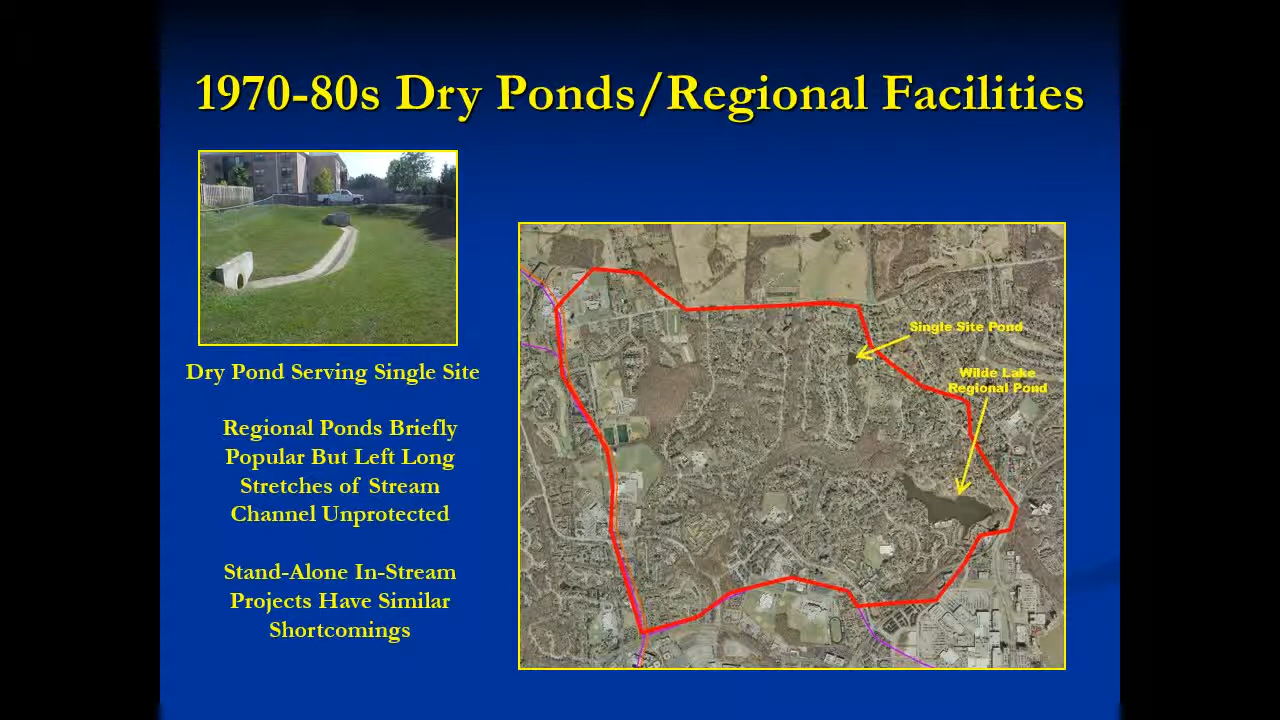 1970-80s Dry Ponds/Regional Facilities
Dry Pond Serving Single Site
Regional Ponds Briefly
Popular But Left Long
Stretches of Stream
Channel Unprotected
Stand-Alone In-Stream
Projects Have Similar
Shortcomings
Single Site Pond
Wilde Lake
Regional Pond